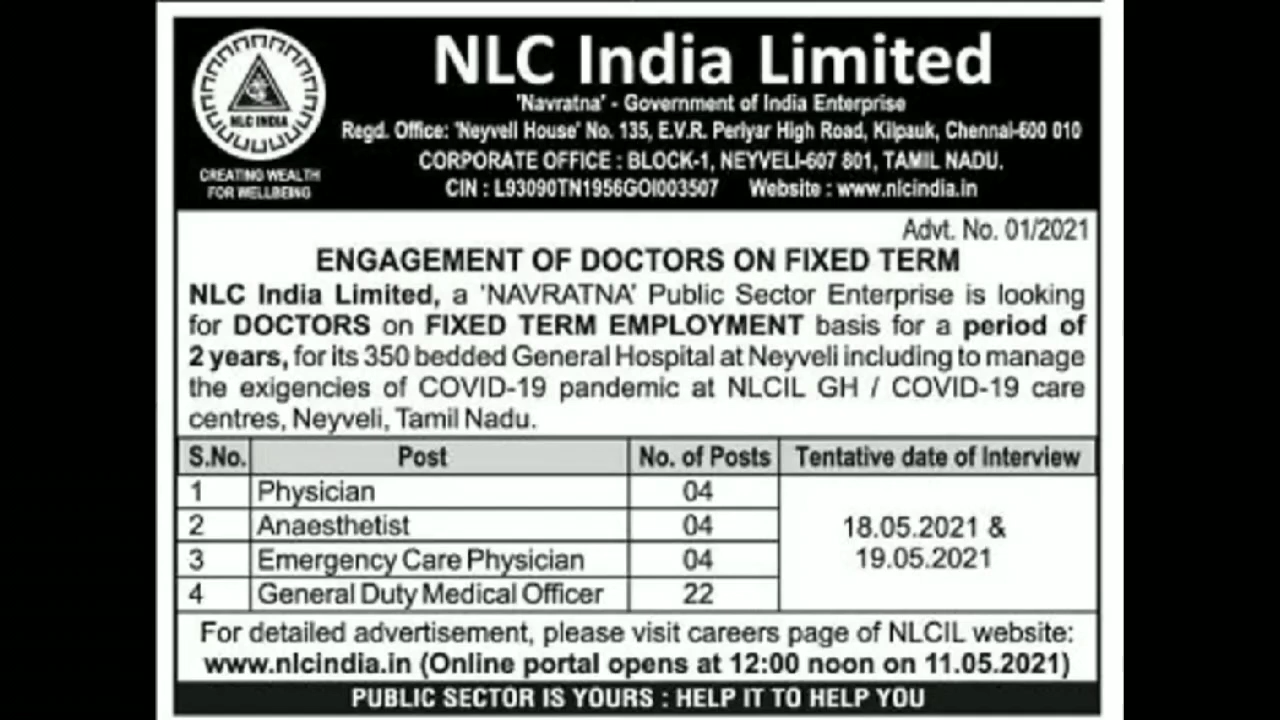 NLC India Limited
'Navratna' - Government of India Enterprise
Regd. Office: 'Neyveli House' No. 135, E.V.R. Periyar High Road, Kilpauk, Chennai-600 010
CORPORATE OFFICE : BLOCK-1, NEYVELI-607 801, TAMIL NADU.
CIN : L93090TN1956GOI003507 Website : www.nlcindia.in
NLC INDIA
CREATING WEALTH
FOR WELLBEING
Advt. No. 01/2021
ENGAGEMENT OF DOCTORS ON FIXED TERM
NLC India Limited, a 'NAVRATNA' Public Sector Enterprise is looking
for DOCTORS on FIXED TERM EMPLOYMENT basis for a period of
2 years, for its 350 bedded General Hospital at Neyveli including to manage
the exigencies of COVID-19 pandemic at NLCIL GH / COVID-19 care
centres, Neyveli, Tamil Nadu.
S.No. Post No. of Posts Tentative date of Interview
1 Physician 04
2 Anaesthetist 04
3 Emergency Care Physician 04
4 General Duty Medical Officer 22
18.05.2021 &
19.05.2021
For detailed advertisement, please visit careers page of NLCIL website:
www.nlcindia.in (Online portal opens at 12:00 noon on 11.05.2021)
PUBLIC SECTOR IS YOURS : HELP IT TO HELP YOU